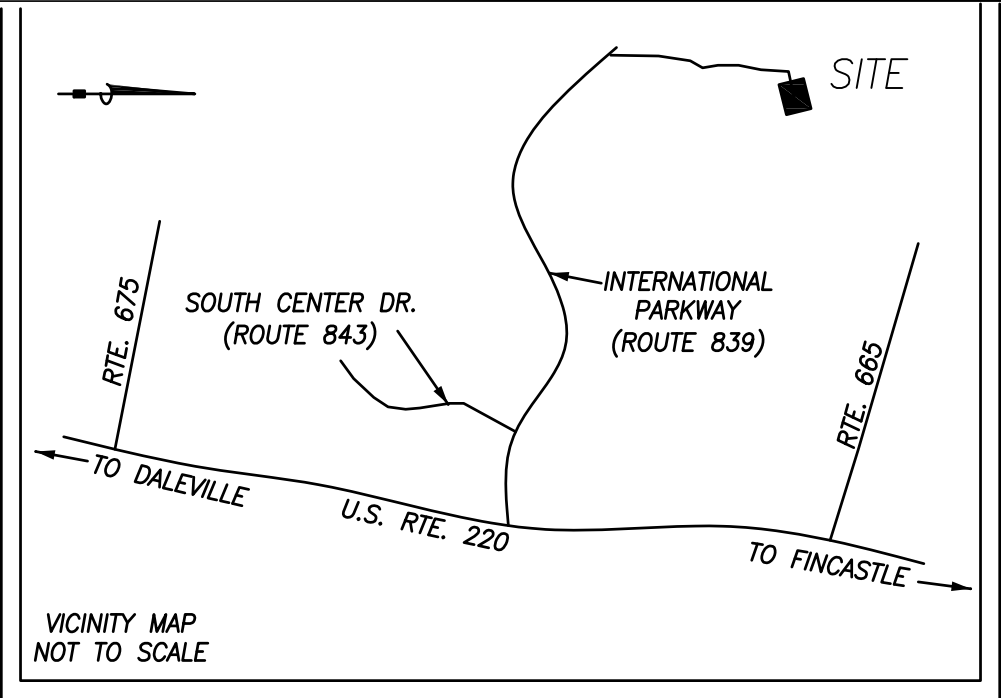 SITE
RTE. 675
SOUTH CENTER DR.
(ROUTE 843)
INTERNATIONAL
PARKWAY
(ROUTE 839)
RTE. 665
TO DALEVILLE
U.S. RTE. 220
TO FINCASTLE
VICINITY MAP
NOT TO SCALE